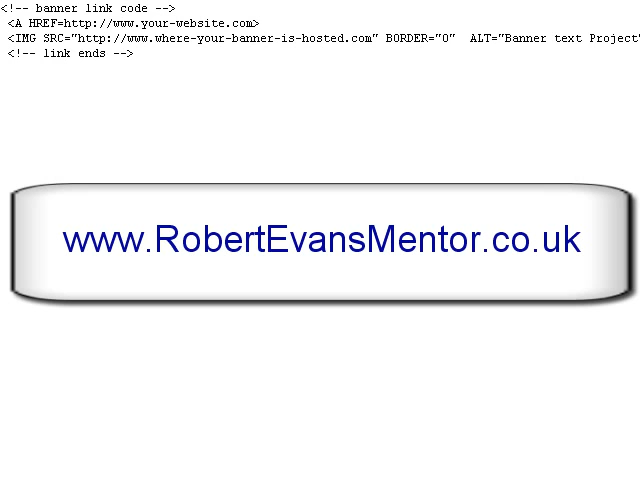 <!-- banner link code -->
<A HREF=http://www.your-website.com>
<IMG SRC="http://www.where-your-banner-is-hosted.com" BORDER="0"  ALT="Banner text Project"
<!-- link ends -->
www.RobertEvansMentor.co.uk